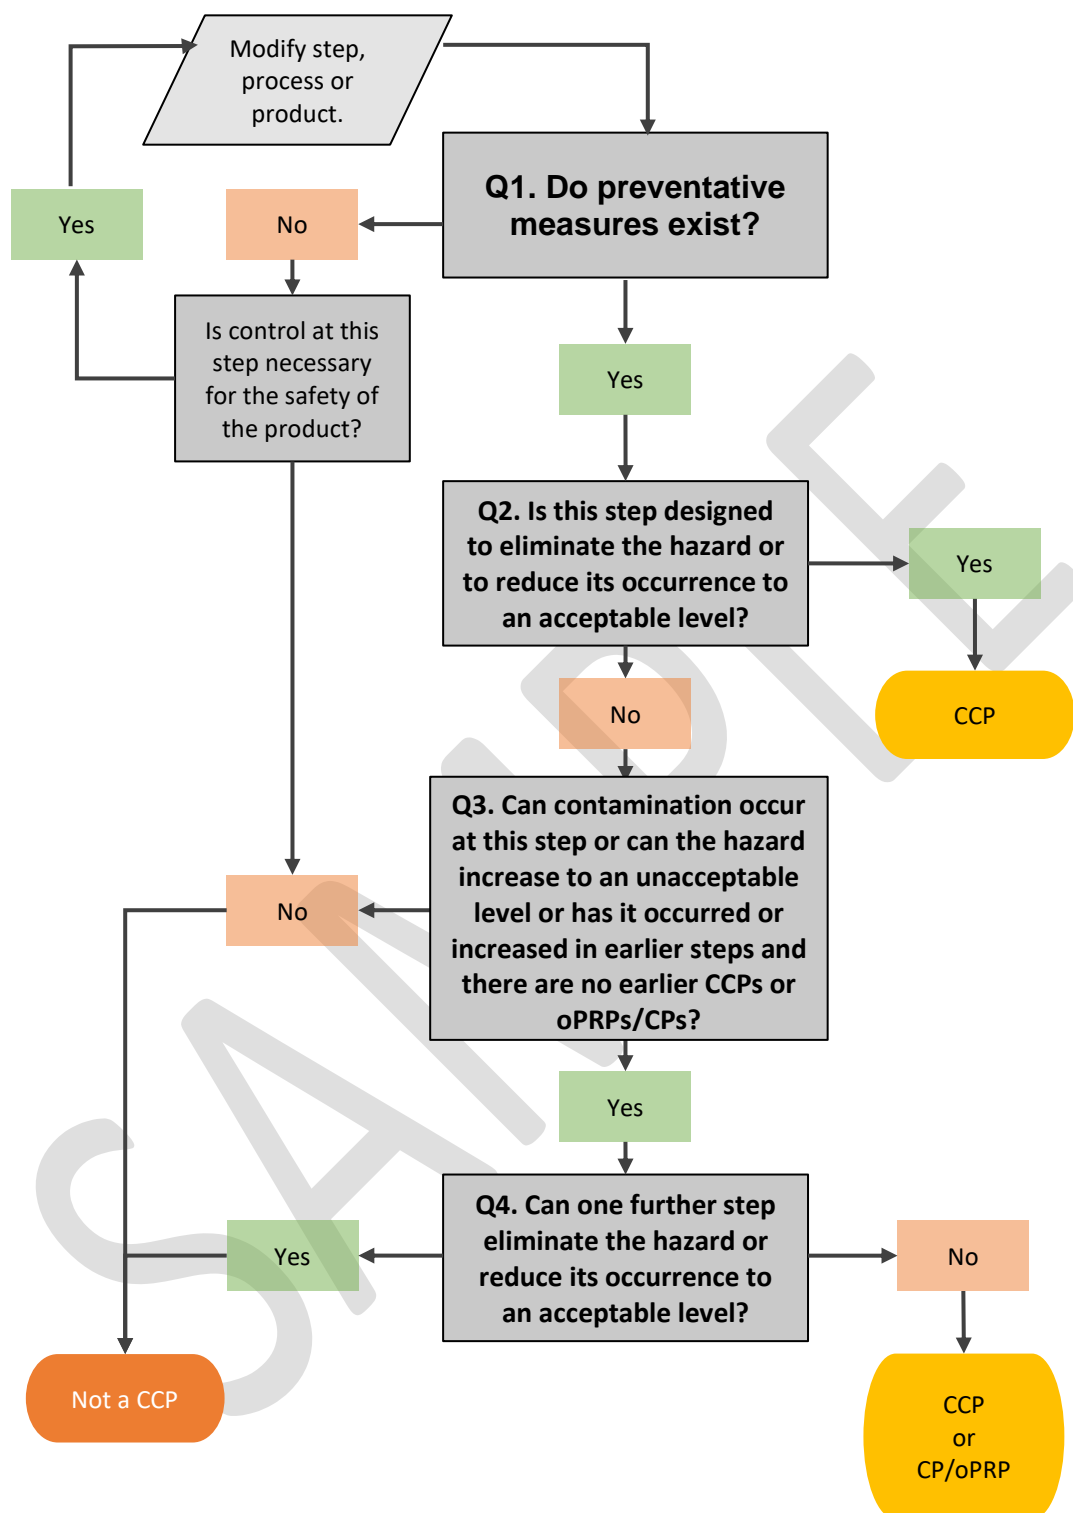 Modify step,
process or
product.
Q1. Do preventative
measures exist?
Yes
No
Is control at this
step necessary
for the safety of
the product?
Yes
Q2. Is this step designed
to eliminate the hazard or
to reduce its occurrence to
an acceptable level?
Yes
CCP
No
Q3. Can contamination occur
at this step or can the hazard
increase to an unacceptable
level or has it occurred or
increased in earlier steps and
there are no earlier CCPs or
oPRPs/CPs?
No
Yes
Q4. Can one further step
eliminate the hazard or
reduce its occurrence to
an acceptable level?
Yes
No
Not a CCP
CCP
or
CP/oPRP
SAMPLE